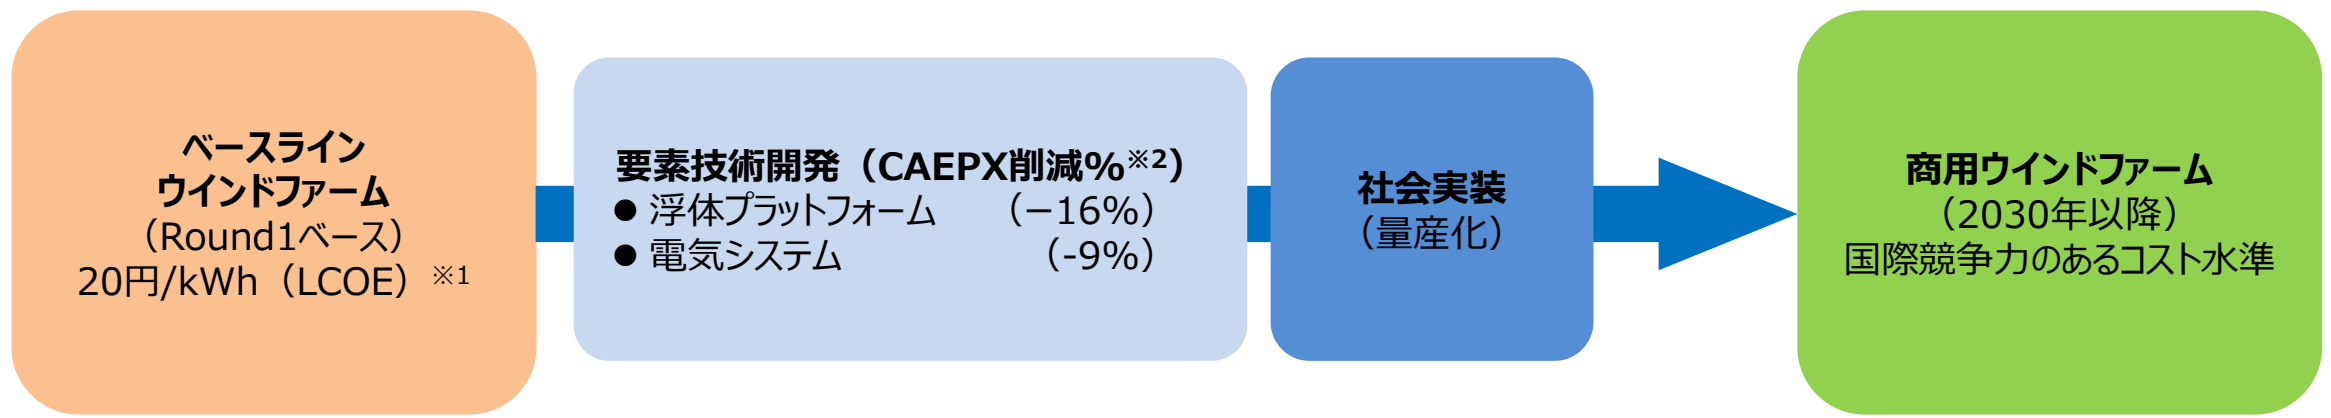 ベースライン
ウインドファーム
（Round1ベース）
20円/kWh（LCOE）※1
要素技術開発（CAEPX削減%※2）
● 浮体プラットフォーム （－16%）
● 電気システム （-9%）
社会実装
（量産化）
商用ウインドファーム
（2030年以降）
国際競争力のあるコスト水準